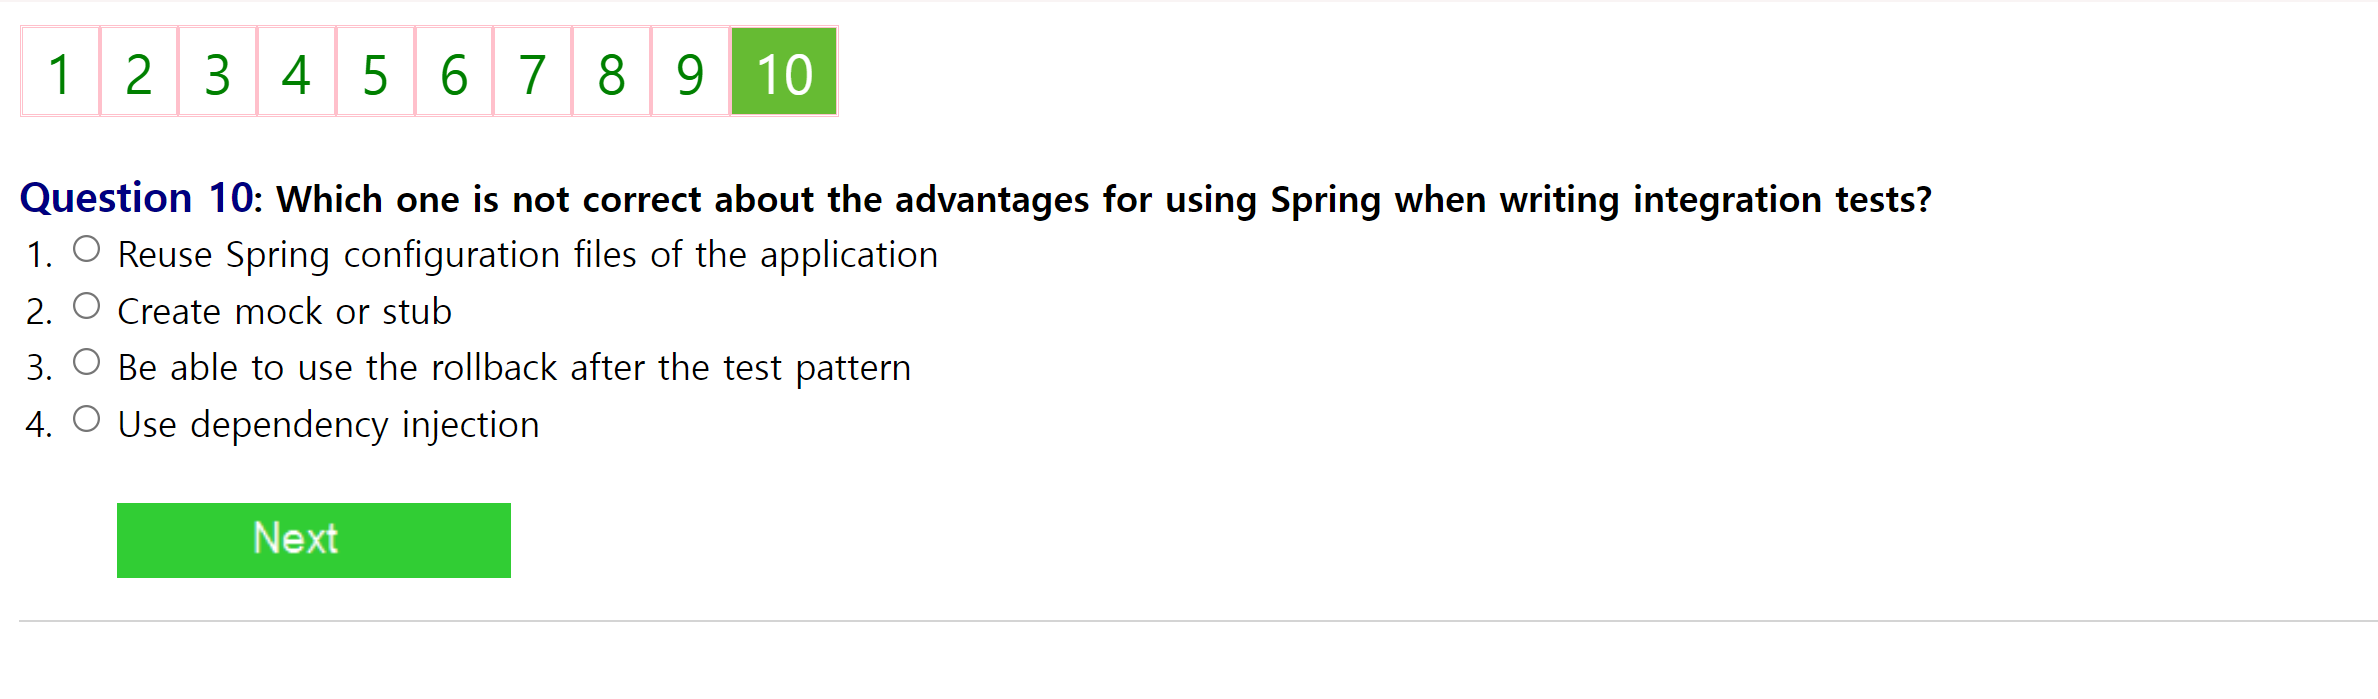 1 2 3 4 5 6 7 8 9 10
Question 10: Which one is not correct about the advantages for using Spring when writing integration tests?
1. Reuse Spring configuration files of the application
2. Create mock or stub
3. Be able to use the rollback after the test pattern
4. Use dependency injection
Next